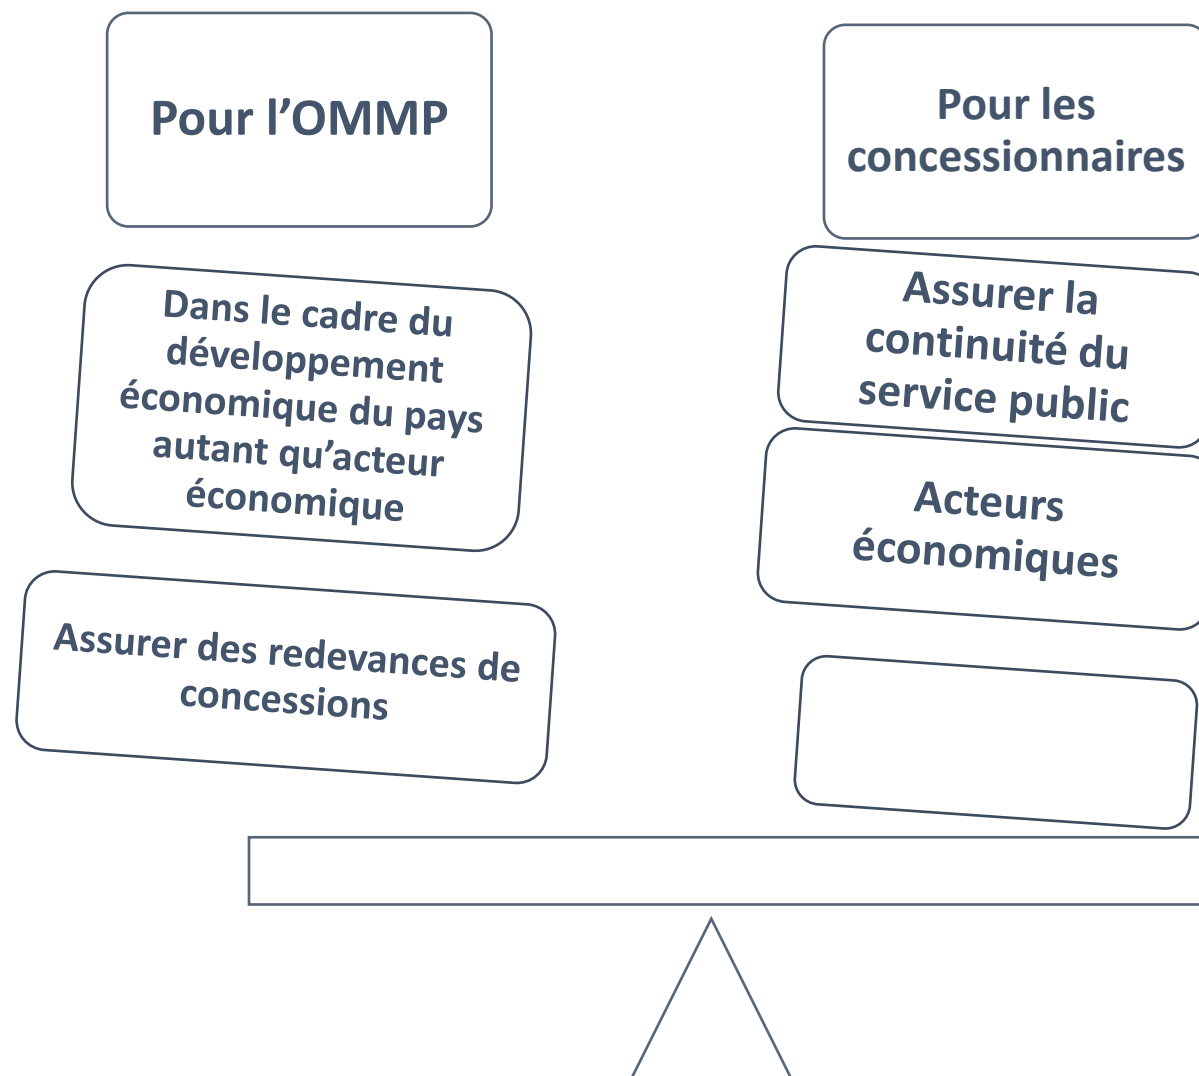 Pour l’OMMP
Dans le cadre du
développement
économique du pays
autant qu’acteur
économique
Assurer des redevances de
concessions
Pour les
concessionnaires
Assurer la
continuité du
service public
Acteurs
économiques